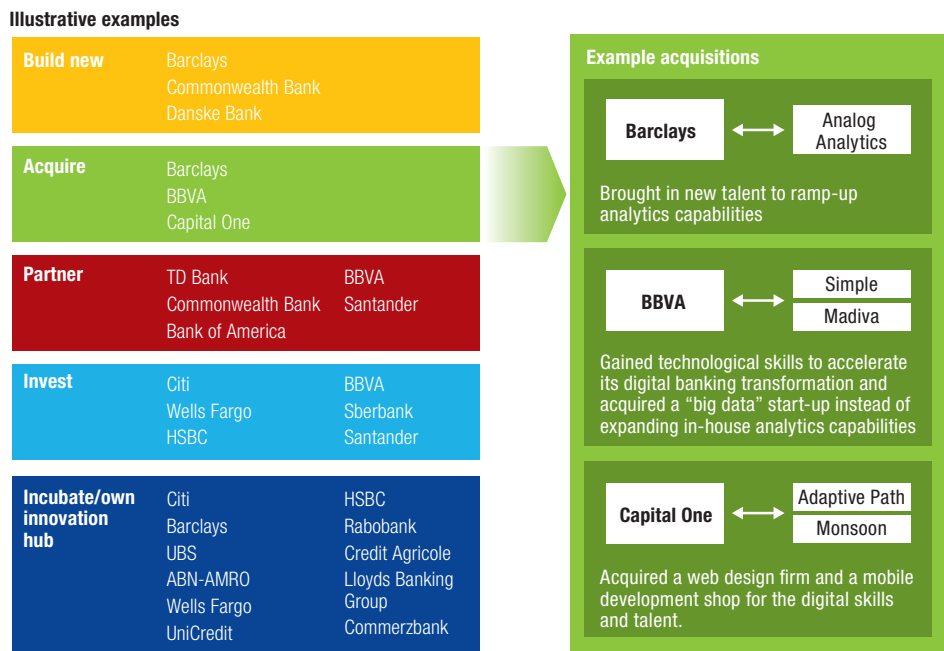 Illustrative examples
Build new
Barclays
Commonwealth Bank
Danske Bank
Acquire
Barclays
BBVA
Capital One
Partner
TD Bank
Commonwealth Bank
Bank of America
BBVA
Santander
Invest
Citi
Wells Fargo
HSBC
BBVA
Sberbank
Santander
Incubate/own
innovation
hub
Citi
Barclays
UBS
ABN-AMRO
Wells Fargo
UniCredit
HSBC
Rabobank
Credit Agricole
Lloyds Banking
Group
Commerzbank
Example acquisitions
Barclays
Analog
Analytics
Brought in new talent to ramp-up
analytics capabilities
BBVA
Simple
Madiva
Gained technological skills to accelerate
its digital banking transformation and
acquired a “big data” start-up instead of
expanding in-house analytics capabilities
Capital One
Adaptive Path
Monsoon
Acquired a web design firm and a mobile
development shop for the digital skills
and talent.